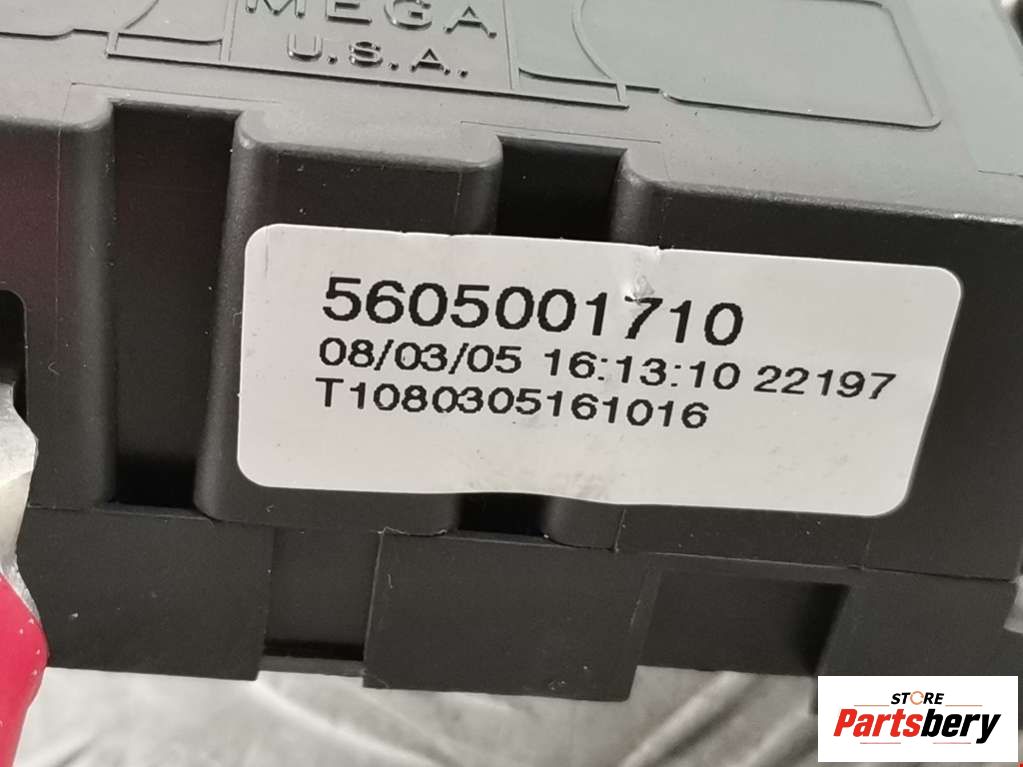 MEGA
U.S.A.
5605001710
08/03/05 16:13:10 22197
T1080305161016
STORE
Partsbery